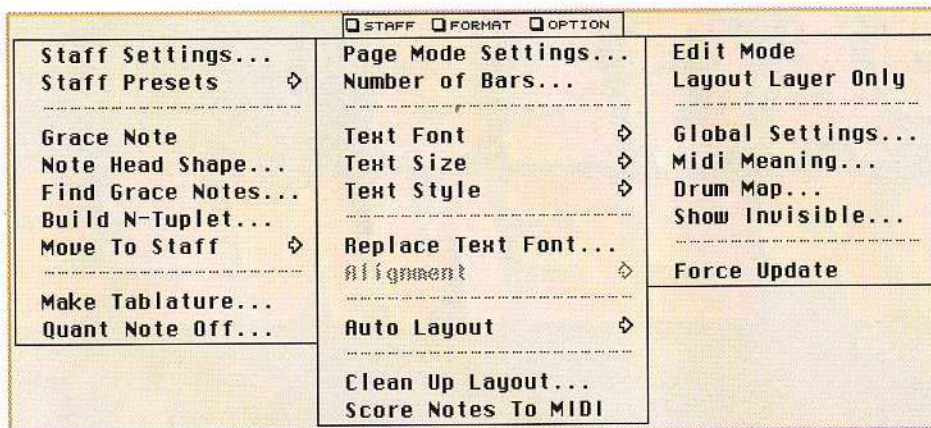 STAFF FORMAT OPTION
Staff Settings...
Staff Presets
Grace Note
Note Head Shape...
Find Grace Notes...
Build N-Tuplet...
Move To Staff
Make Tablature...
Quant Note Off...
Page Mode Settings...
Number of Bars...
Text Font
Text Size
Text Style
Replace Text Font...
Alignment
Auto Layout
Clean Up Layout...
Score Notes To MIDI
Edit Mode
Layout Layer Only
Global Settings...
Midi Meaning...
Drum Map...
Show Invisible...
Force Update